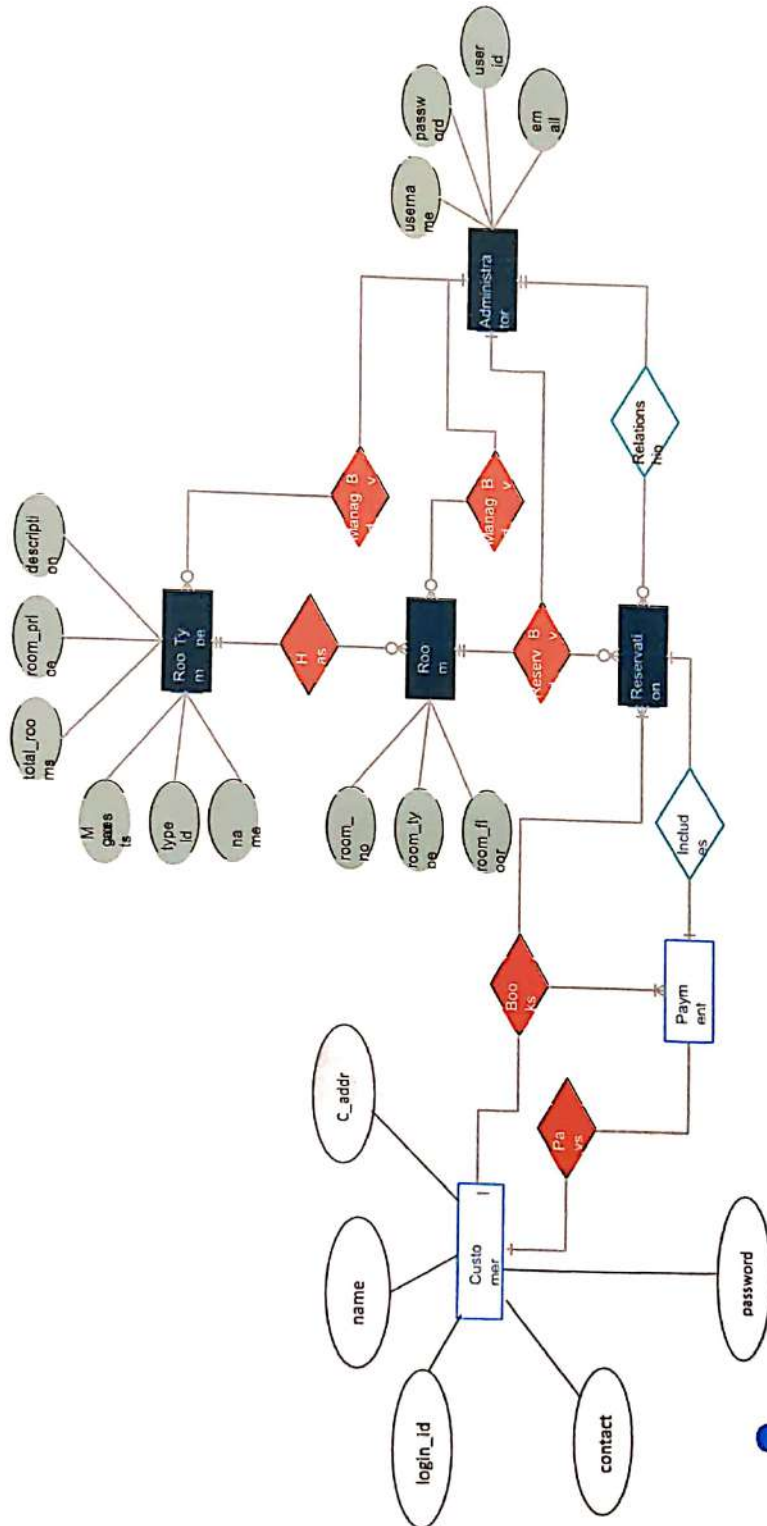 descripti
on
room_pri
ce
total_roo
ms
M
guests
type
id
na
me
Roo Ty
m pe
H
as
Manag B
y
room_
no
room_ty
pe
room_fl
oor
Roo
m
Manag B
y
userna
me
passw
ord
user
id
em
ail
Administra
tor
Reserv B
y
Relations
hip
Reservati
on
Includ
es
Boo
ks
Paym
ent
Pa
ys
Custo
mer
C_addr
name
login_id
contact
password